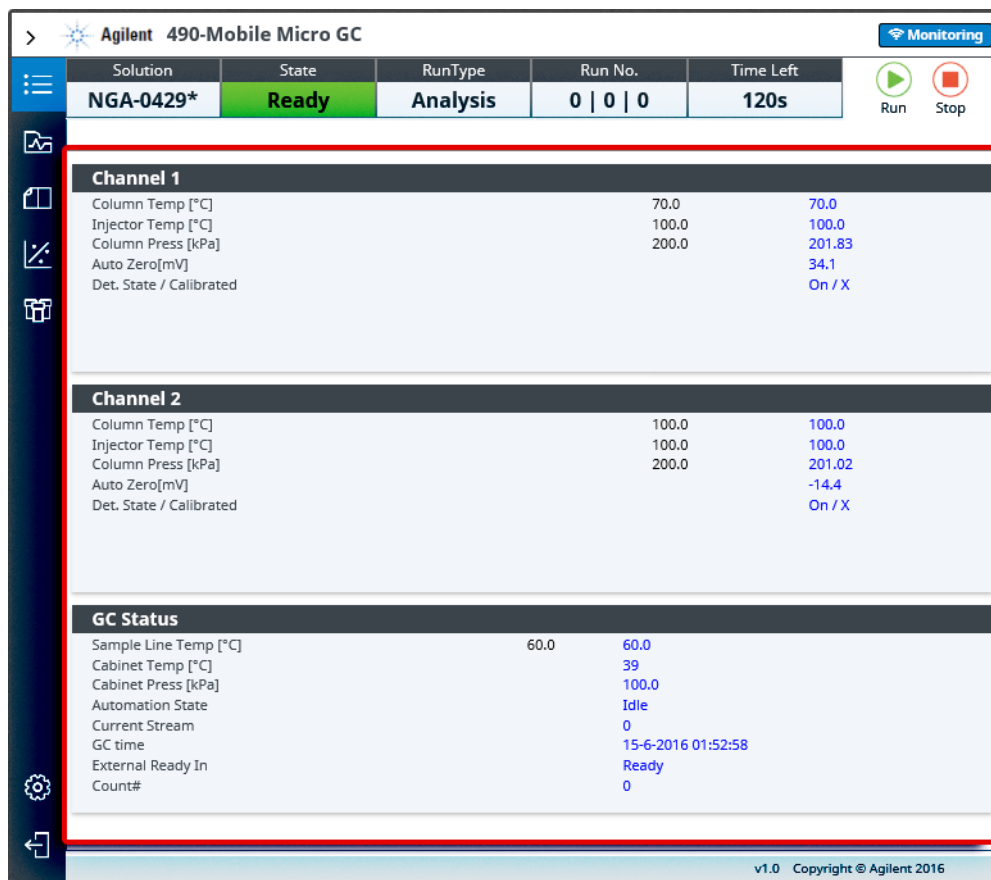 Agilent 490-Mobile Micro GC
Monitoring
Solution State RunType Run No. Time Left
NGA-0429* Ready Analysis 0 | 0 | 0 120s
Run Stop
Channel 1
Column Temp [°C] 70.0 70.0
Injector Temp [°C] 100.0 100.0
Column Press [kPa] 200.0 201.83
Auto Zero[mV] 34.1
Det. State / Calibrated On / X
Channel 2
Column Temp [°C] 100.0 100.0
Injector Temp [°C] 100.0 100.0
Column Press [kPa] 200.0 201.02
Auto Zero[mV] -14.4
Det. State / Calibrated On / X
GC Status
Sample Line Temp [°C] 60.0 60.0
Cabinet Temp [°C] 39
Cabinet Press [kPa] 100.0
Automation State Idle
Current Stream 0
GC time 15-6-2016 01:52:58
External Ready In Ready
Count# 0
v1.0 Copyright © Agilent 2016